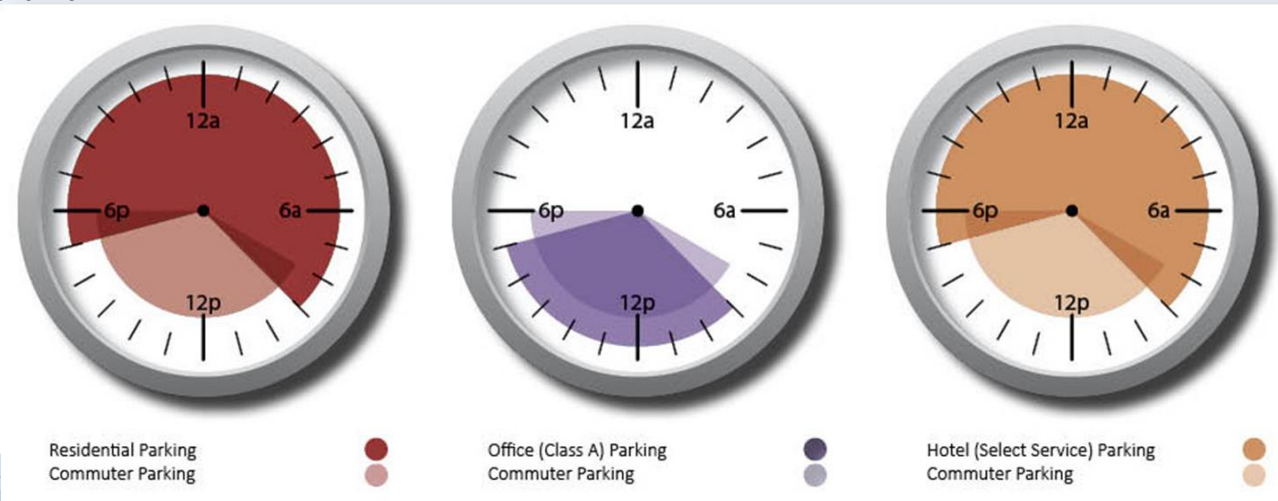 12a
6p
6a
12p
12a
6p
6a
12p
12a
6p
6a
12p
Residential Parking
Commuter Parking
Office (Class A) Parking
Commuter Parking
Hotel (Select Service) Parking
Commuter Parking